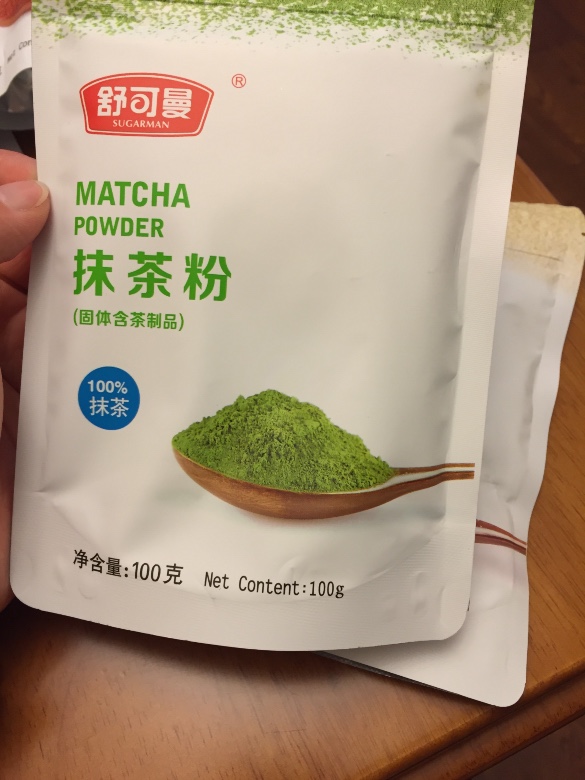 舒可曼
SUGARMAN
®
MATCHA
POWDER
抹茶粉
(固体含茶制品)
100%
抹茶
净含量:100克 Net Content:100g